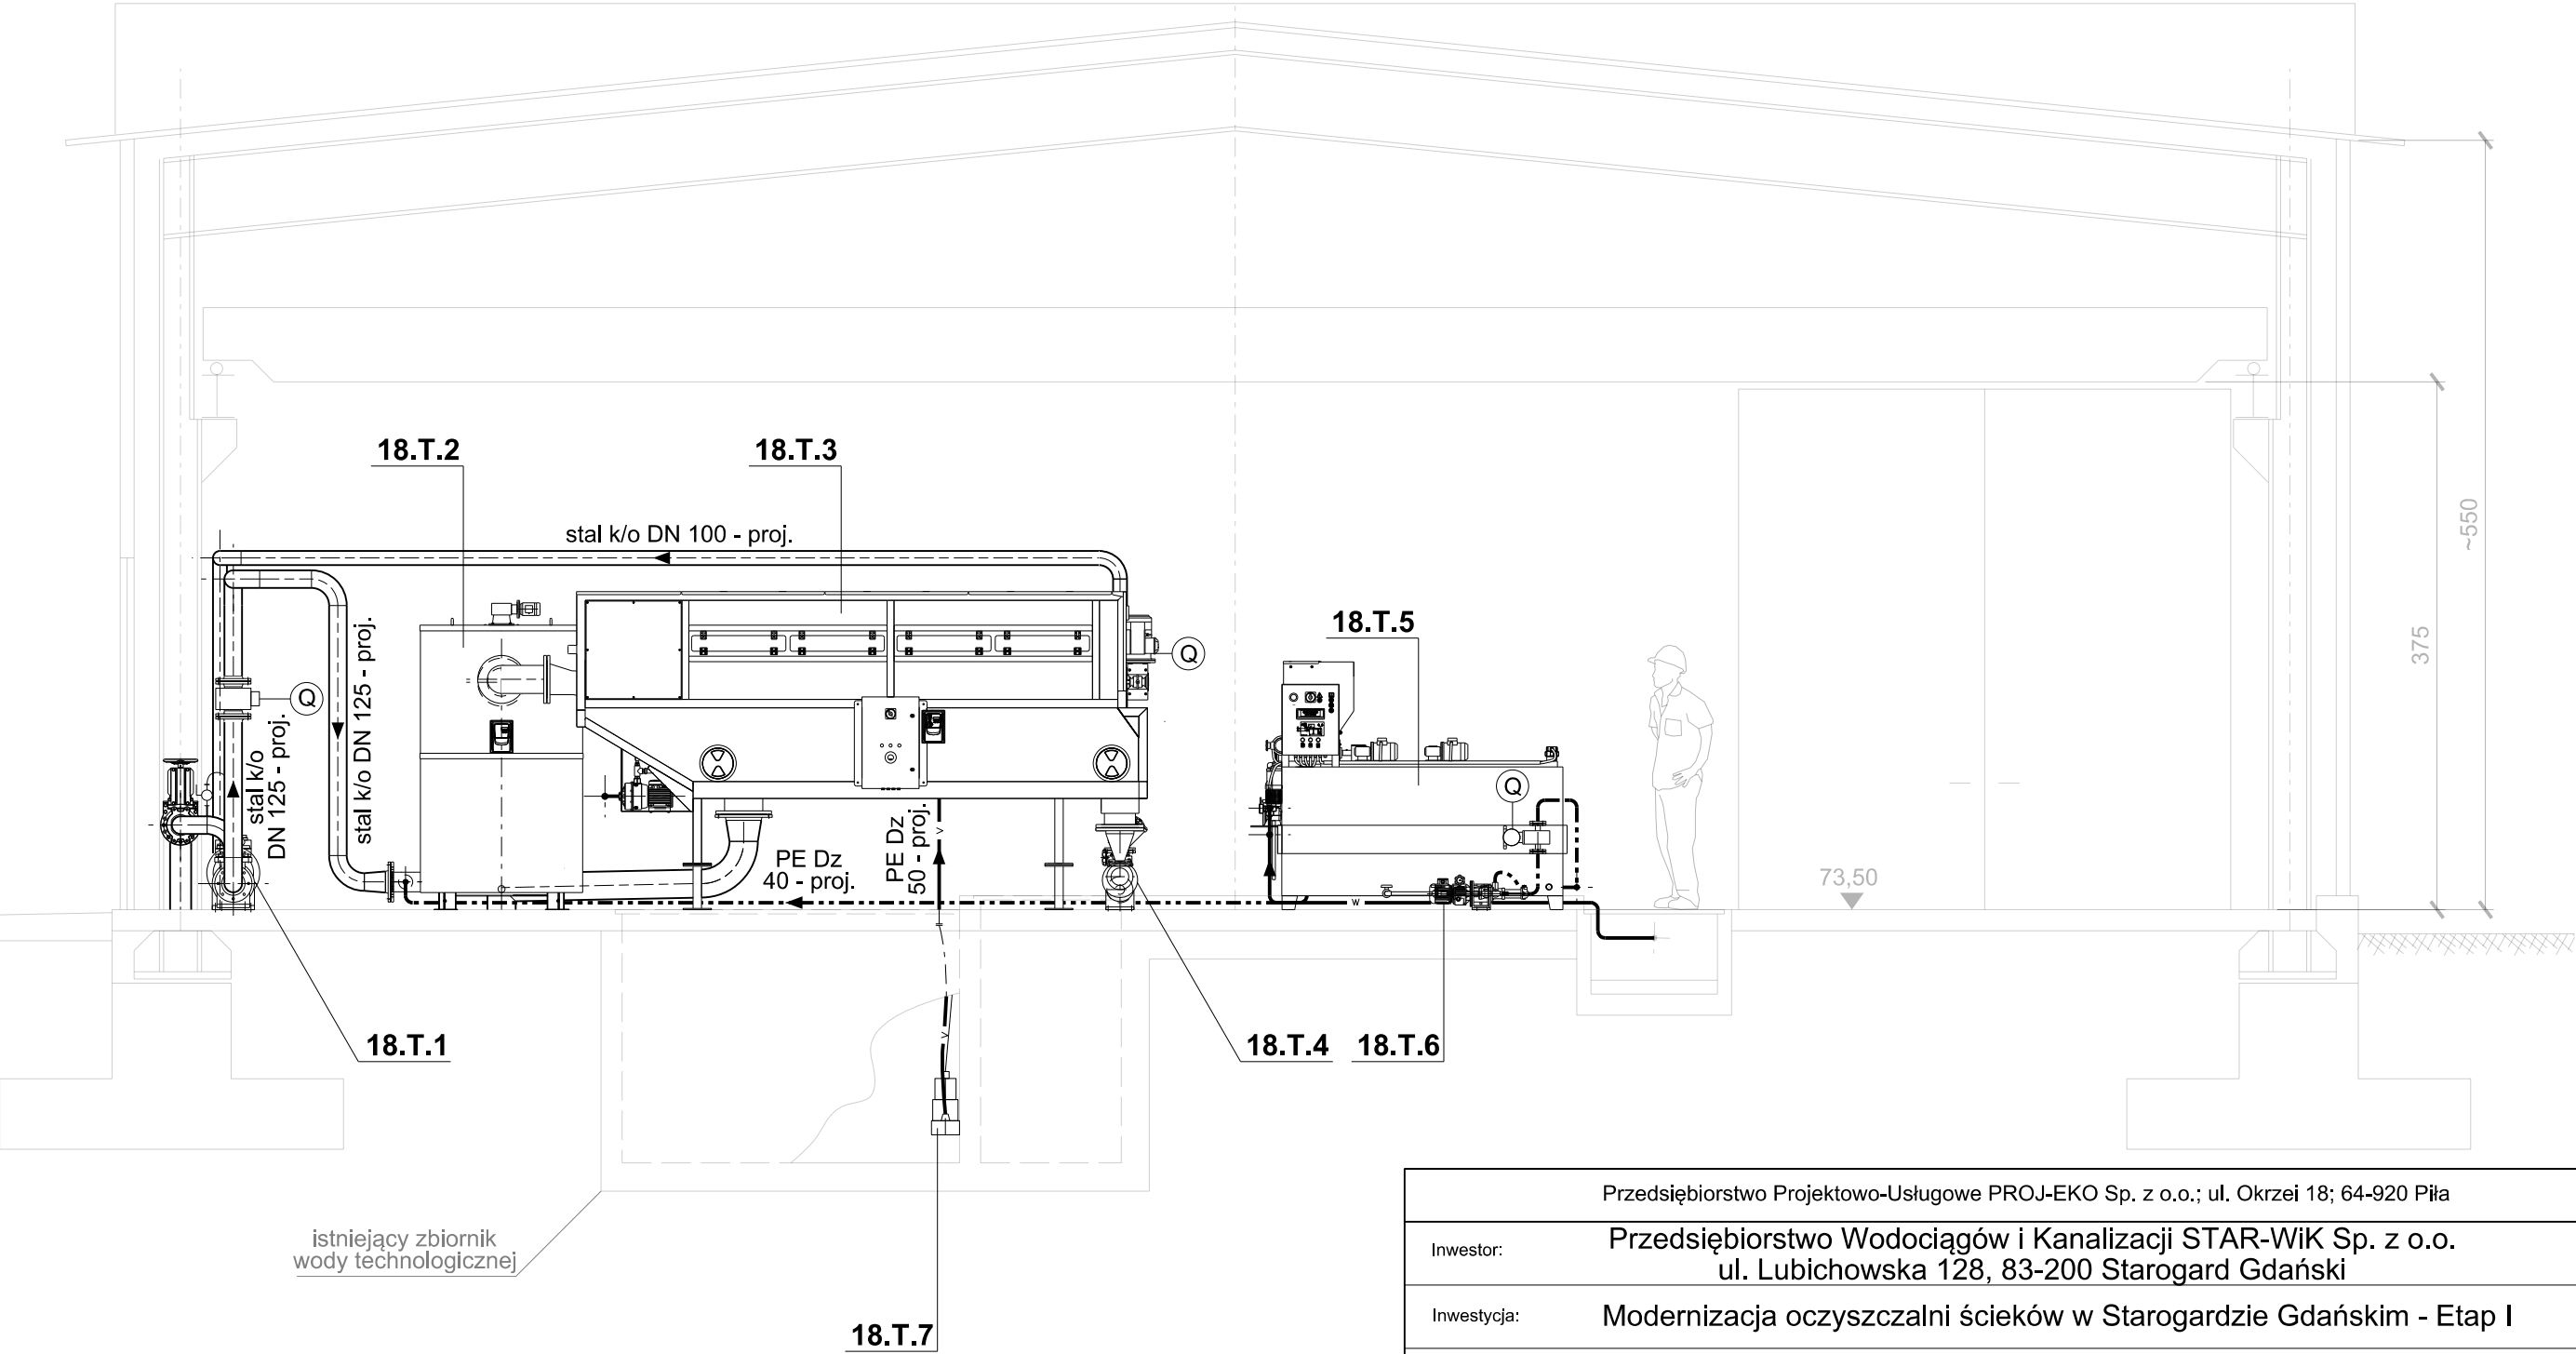 18.T.2
18.T.3
stal k/o DN 100 - proj.
~550
375
18.T.5
Q
Q
Q
stal k/o
DN 125 - proj.
stal k/o DN 125 - proj.
PE Dz
40 - proj.
PE Dz
50 - proj.
V
V
W
73,50
18.T.1
18.T.4
18.T.6
istniejący zbiornik
wody technologicznej
18.T.7
Przedsiębiorstwo Projektowo-Usługowe PROJ-EKO Sp. z o.o.; ul. Okrzei 18; 64-920 Piła
Inwestor:
Przedsiębiorstwo Wodociągów i Kanalizacji STAR-WiK Sp. z o.o.
ul. Lubichowska 128, 83-200 Starogard Gdański
Inwestycja:
Modernizacja oczyszczalni ścieków w Starogardzie Gdańskim - Etap I